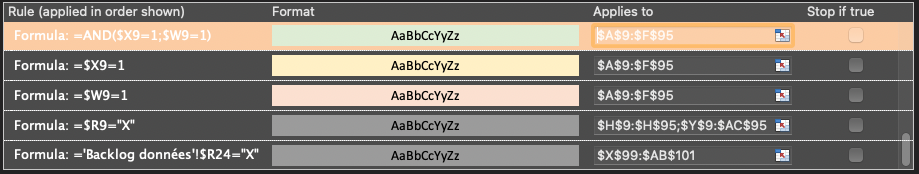 Rule (applied in order shown) Format Applies to Stop if true
Formula: =AND($X9=1;$W9=1) AaBbCcYyZz $A$9:$F$95
Formula: =$X9=1 AaBbCcYyZz $A$9:$F$95
Formula: =$W9=1 AaBbCcYyZz $A$9:$F$95
Formula: =$R9="X" AaBbCcYyZz $H$9:$H$95;$Y$9:$AC$95
Formula: ='Backlog données'!$R24="X" AaBbCcYyZz $X$99:$AB$101